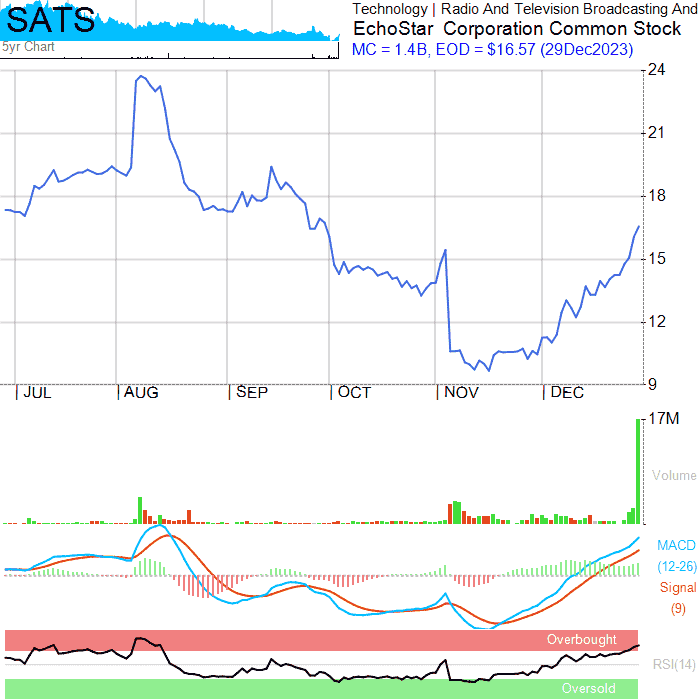 SATS
5yr Chart
Technology | Radio And Television Broadcasting And
EchoStar Corporation Common Stock
MC = 1.4B, EOD = $16.57 (29Dec2023)
24
21
18
15
12
9
| JUL | AUG | SEP | OCT | NOV | DEC
17M
Volume
MACD
(12-26)
Signal
(9)
Overbought
RSI(14)
Oversold